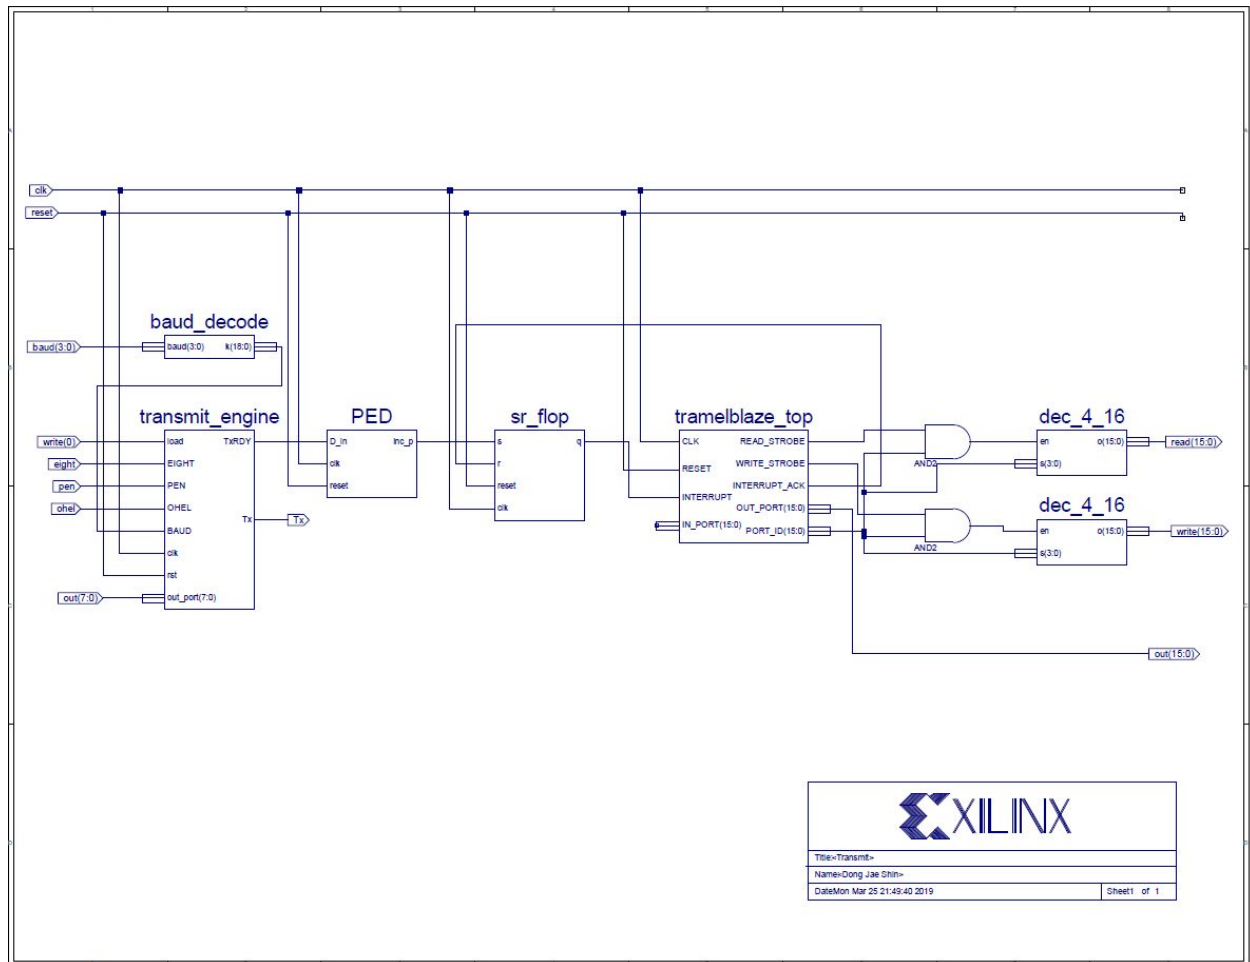 clk
reset
baud_decode
baud(3:0)
baud(3:0) k(18:0)
transmit_engine
PED
sr_flop
tramelblaze_top
dec_4_16
write(0)
load TxRDY
D_in inc_p
s q
CLK READ_STROBE
en o(15:0)
read(15:0)
eight
EIGHT
clk
r
RESET WRITE_STROBE
AND2
s(3:0)
pen
PEN
reset
reset
INTERRUPT INTERRUPT_ACK
ohel
OHEL
clk
OUT_PORT(15:0)
dec_4_16
Tx
Tx
BAUD
IN_PORT(15:0) PORT_ID(15:0)
en o(15:0)
write(15:0)
clk
AND2
s(3:0)
rst
out(7:0)
out_port(7:0)
out(15:0)
XILINX
Title:<Transmit>
Name<Dong Jae Shin>
DateMon Mar 25 21:49:40 2019
Sheet1 of 1